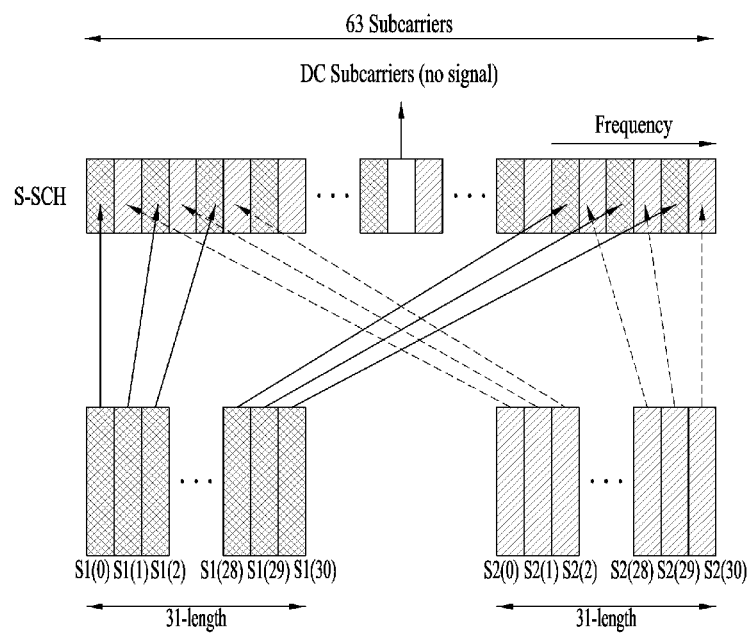 63 Subcarriers
DC Subcarriers (no signal)
Frequency
S-SCH
S1(0) S1(1) S1(2) S1(28) S1(29) S1(30) S2(0) S2(1) S2(2) S2(28) S2(29) S2(30)
31-length 31-length